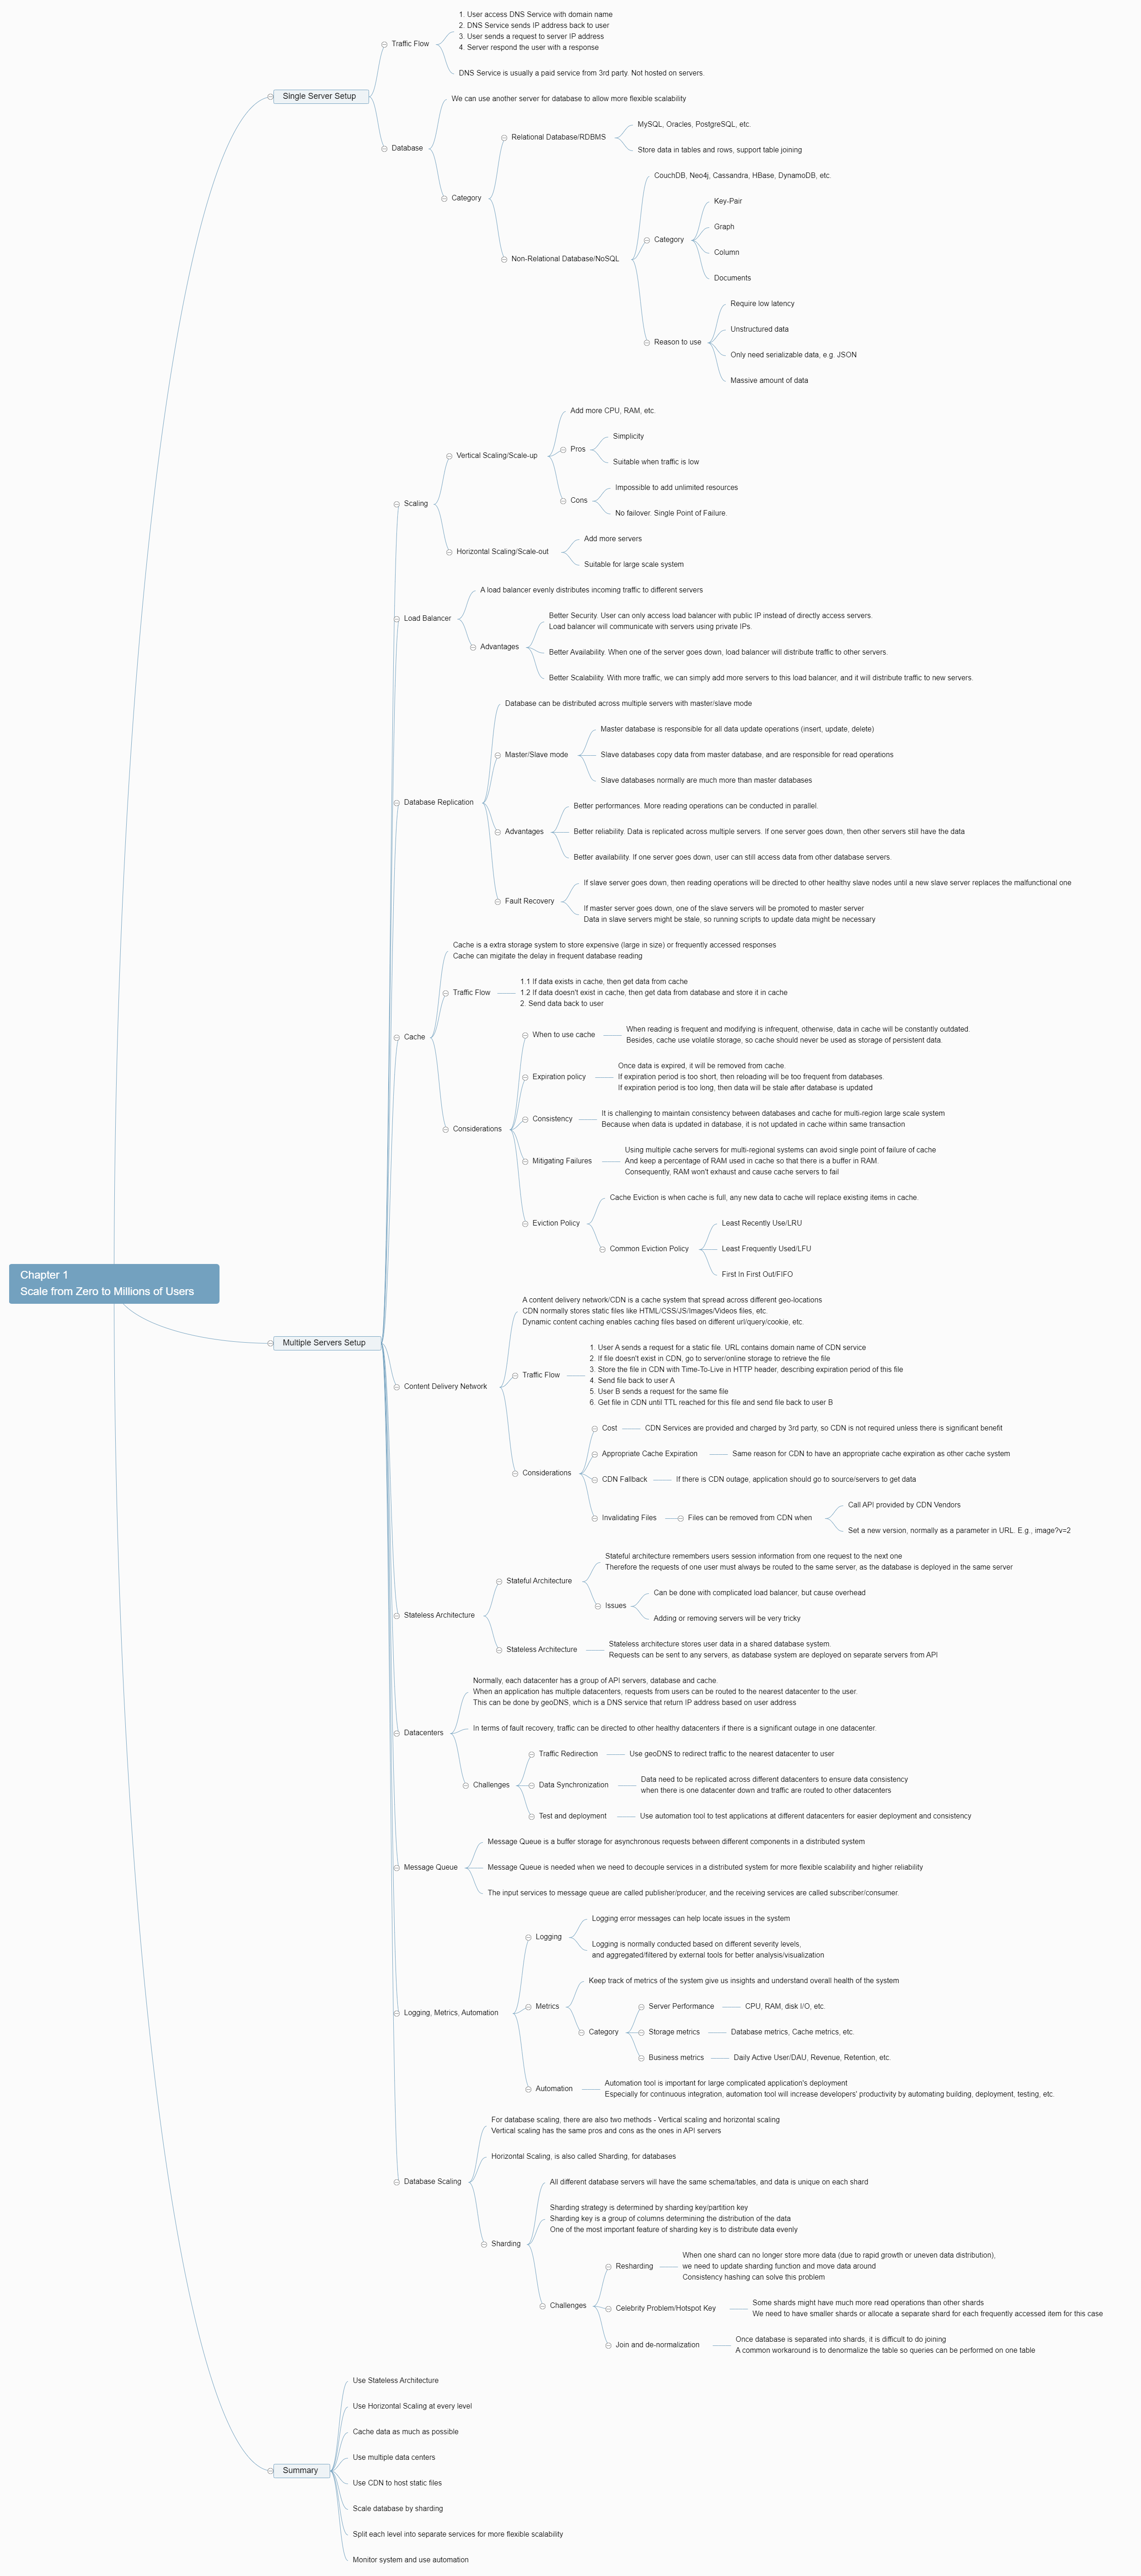 Chapter 1
Scale from Zero to Millions of Users
Single Server Setup
Traffic Flow
1. User access DNS Service with domain name
2. DNS Service sends IP address back to user
3. User sends a request to server IP address
4. Server respond the user with a response
DNS Service is usually a paid service from 3rd party. Not hosted on servers.
Database
We can use another server for database to allow more flexible scalability
Category
Relational Database/RDBMS
MySQL, Oracles, PostgreSQL, etc.
Store data in tables and rows, support table joining
Non-Relational Database/NoSQL
CouchDB, Neo4j, Cassandra, HBase, DynamoDB, etc.
Category
Key-Pair
Graph
Column
Documents
Reason to use
Require low latency
Unstructured data
Only need serializable data, e.g. JSON
Massive amount of data
Multiple Servers Setup
Scaling
Vertical Scaling/Scale-up
Add more CPU, RAM, etc.
Pros
Simplicity
Suitable when traffic is low
Cons
Impossible to add unlimited resources
No failover. Single Point of Failure.
Horizontal Scaling/Scale-out
Add more servers
Suitable for large scale system
Load Balancer
A load balancer evenly distributes incoming traffic to different servers
Advantages
Better Security. User can only access load balancer with public IP instead of directly access servers.
Load balancer will communicate with servers using private IPs.
Better Availability. When one of the server goes down, load balancer will distribute traffic to other servers.
Better Scalability. With more traffic, we can simply add more servers to this load balancer, and it will distribute traffic to new servers.
Database Replication
Database can be distributed across multiple servers with master/slave mode
Master/Slave mode
Master database is responsible for all data update operations (insert, update, delete)
Slave databases copy data from master database, and are responsible for read operations
Slave databases normally are much more than master databases
Advantages
Better performances. More reading operations can be conducted in parallel.
Better reliability. Data is replicated across multiple servers. If one server goes down, then other servers still have the data
Better availability. If one server goes down, user can still access data from other database servers.
Fault Recovery
If slave server goes down, then reading operations will be directed to other healthy slave nodes until a new slave server replaces the malfunctional one
If master server goes down, one of the slave servers will be promoted to master server
Data in slave servers might be stale, so running scripts to update data might be necessary
Cache
Cache is a extra storage system to store expensive (large in size) or frequently accessed responses
Cache can migitate the delay in frequent database reading
Traffic Flow
1.1 If data exists in cache, then get data from cache
1.2 If data doesn't exist in cache, then get data from database and store it in cache
2. Send data back to user
Considerations
When to use cache
When reading is frequent and modifying is infrequent, otherwise, data in cache will be constantly outdated.
Besides, cache use volatile storage, so cache should never be used as storage of persistent data.
Expiration policy
Once data is expired, it will be removed from cache.
If expiration period is too short, then reloading will be too frequent from databases.
If expiration period is too long, then data will be stale after database is updated
Consistency
It is challenging to maintain consistency between databases and cache for multi-region large scale system
Because when data is updated in database, it is not updated in cache within same transaction
Mitigating Failures
Using multiple cache servers for multi-regional systems can avoid single point of failure of cache
And keep a percentage of RAM used in cache so that there is a buffer in RAM.
Consequently, RAM won't exhaust and cause cache servers to fail
Eviction Policy
Cache Eviction is when cache is full, any new data to cache will replace existing items in cache.
Common Eviction Policy
Least Recently Use/LRU
Least Frequently Used/LFU
First In First Out/FIFO
Content Delivery Network
A content delivery network/CDN is a cache system that spread across different geo-locations
CDN normally stores static files like HTML/CSS/JS/Images/Videos files, etc.
Dynamic content caching enables caching files based on different url/query/cookie, etc.
Traffic Flow
1. User A sends a request for a static file. URL contains domain name of CDN service
2. If file doesn't exist in CDN, go to server/online storage to retrieve the file
3. Store the file in CDN with Time-To-Live in HTTP header, describing expiration period of this file
4. Send file back to user A
5. User B sends a request for the same file
6. Get file in CDN until TTL reached for this file and send file back to user B
Considerations
Cost
CDN Services are provided and charged by 3rd party, so CDN is not required unless there is significant benefit
Appropriate Cache Expiration
Same reason for CDN to have an appropriate cache expiration as other cache system
CDN Fallback
If there is CDN outage, application should go to source/servers to get data
Invalidating Files
Files can be removed from CDN when
Call API provided by CDN Vendors
Set a new version, normally as a parameter in URL. E.g., image?v=2
Stateless Architecture
Stateful Architecture
Stateful architecture remembers users session information from one request to the next one
Therefore the requests of one user must always be routed to the same server, as the database is deployed in the same server
Issues
Can be done with complicated load balancer, but cause overhead
Adding or removing servers will be very tricky
Stateless Architecture
Stateless architecture stores user data in a shared database system.
Requests can be sent to any servers, as database system are deployed on separate servers from API
Datacenters
Normally, each datacenter has a group of API servers, database and cache.
When an application has multiple datacenters, requests from users can be routed to the nearest datacenter to the user.
This can be done by geoDNS, which is a DNS service that return IP address based on user address
In terms of fault recovery, traffic can be directed to other healthy datacenters if there is a significant outage in one datacenter.
Challenges
Traffic Redirection
Use geoDNS to redirect traffic to the nearest datacenter to user
Data Synchronization
Data need to be replicated across different datacenters to ensure data consistency
when there is one datacenter down and traffic are routed to other datacenters
Test and deployment
Use automation tool to test applications at different datacenters for easier deployment and consistency
Message Queue
Message Queue is a buffer storage for asynchronous requests between different components in a distributed system
Message Queue is needed when we need to decouple services in a distributed system for more flexible scalability and higher reliability
The input services to message queue are called publisher/producer, and the receiving services are called subscriber/consumer.
Logging, Metrics, Automation
Logging
Logging error messages can help locate issues in the system
Logging is normally conducted based on different severity levels,
and aggregated/filtered by external tools for better analysis/visualization
Metrics
Keep track of metrics of the system give us insights and understand overall health of the system
Category
Server Performance
CPU, RAM, disk I/O, etc.
Storage metrics
Database metrics, Cache metrics, etc.
Business metrics
Daily Active User/DAU, Revenue, Retention, etc.
Automation
Automation tool is important for large complicated application's deployment
Especially for continuous integration, automation tool will increase developers' productivity by automating building, deployment, testing, etc.
Database Scaling
For database scaling, there are also two methods - Vertical scaling and horizontal scaling
Vertical scaling has the same pros and cons as the ones in API servers
Horizontal Scaling, is also called Sharding, for databases
Sharding
All different database servers will have the same schema/tables, and data is unique on each shard
Sharding strategy is determined by sharding key/partition key
Sharding key is a group of columns determining the distribution of the data
One of the most important feature of sharding key is to distribute data evenly
Challenges
Resharding
When one shard can no longer store more data (due to rapid growth or uneven data distribution),
we need to update sharding function and move data around
Consistency hashing can solve this problem
Celebrity Problem/Hotspot Key
Some shards might have much more read operations than other shards
We need to have smaller shards or allocate a separate shard for each frequently accessed item for this case
Join and de-normalization
Once database is separated into shards, it is difficult to do joining
A common workaround is to denormalize the table so queries can be performed on one table
Summary
Use Stateless Architecture
Use Horizontal Scaling at every level
Cache data as much as possible
Use multiple data centers
Use CDN to host static files
Scale database by sharding
Split each level into separate services for more flexible scalability
Monitor system and use automation